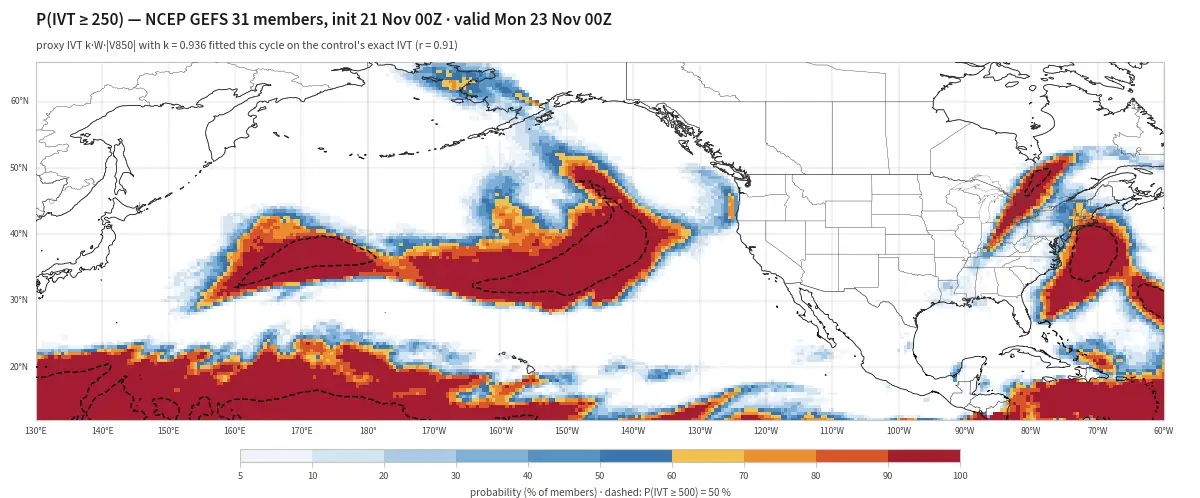 P(IVT ≥ 250) — NCEP GEFS 31 members, init 21 Nov 00Z · valid Mon 23 Nov 00Z
proxy IVT k·W·|V850| with k = 0.936 fitted this cycle on the control's exact IVT (r = 0.91)
60°N
50°N
40°N
30°N
20°N
130°E 140°E 150°E 160°E 170°E 180° 170°W 160°W 150°W 140°W 130°W 120°W 110°W 100°W 90°W 80°W 70°W 60°W
5 10 20 30 40 50 60 70 80 90 100
probability (% of members) · dashed: P(IVT ≥ 500) = 50 %